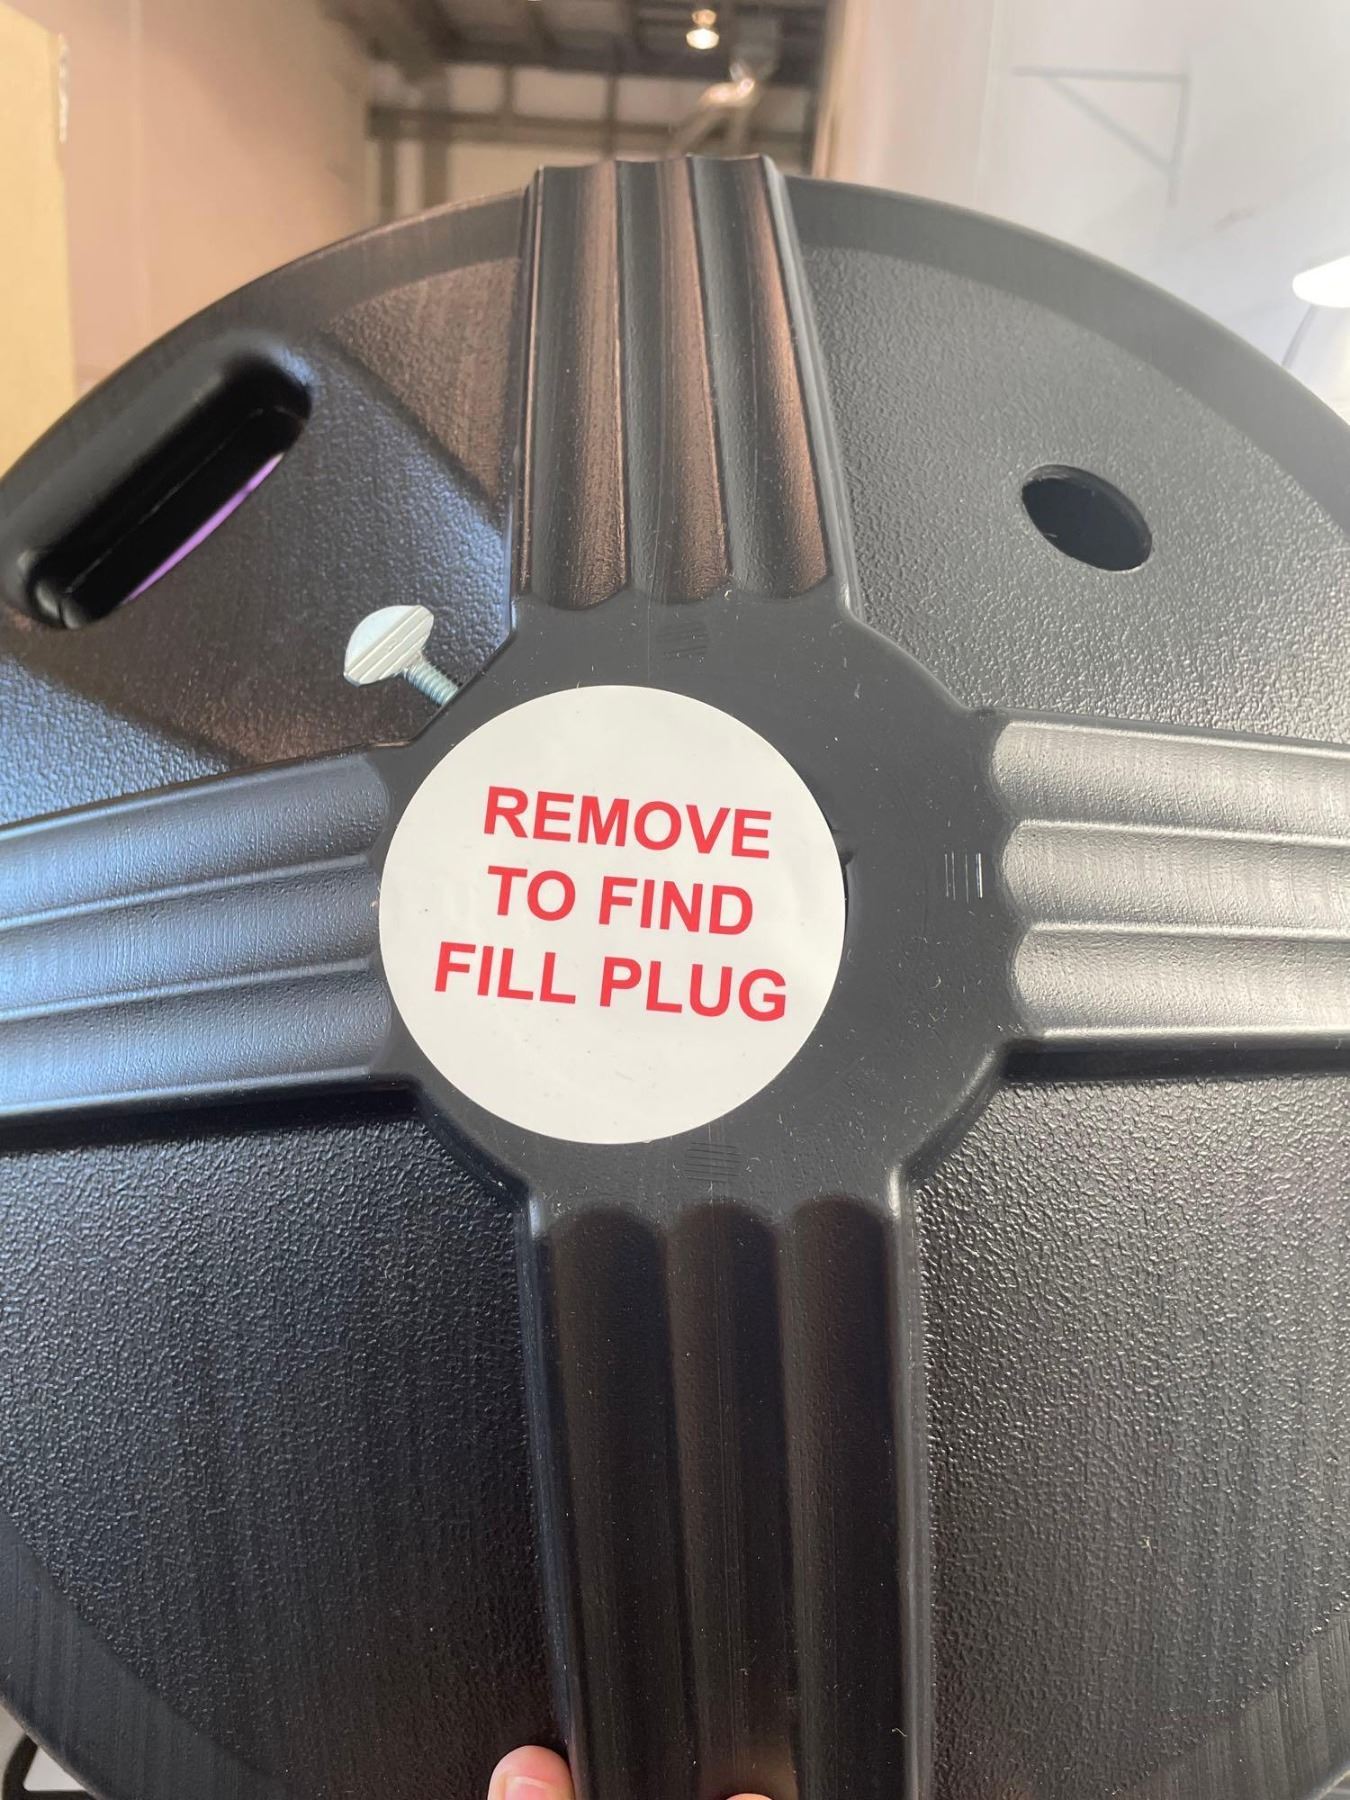 REMOVE
TO FIND
FILL PLUG